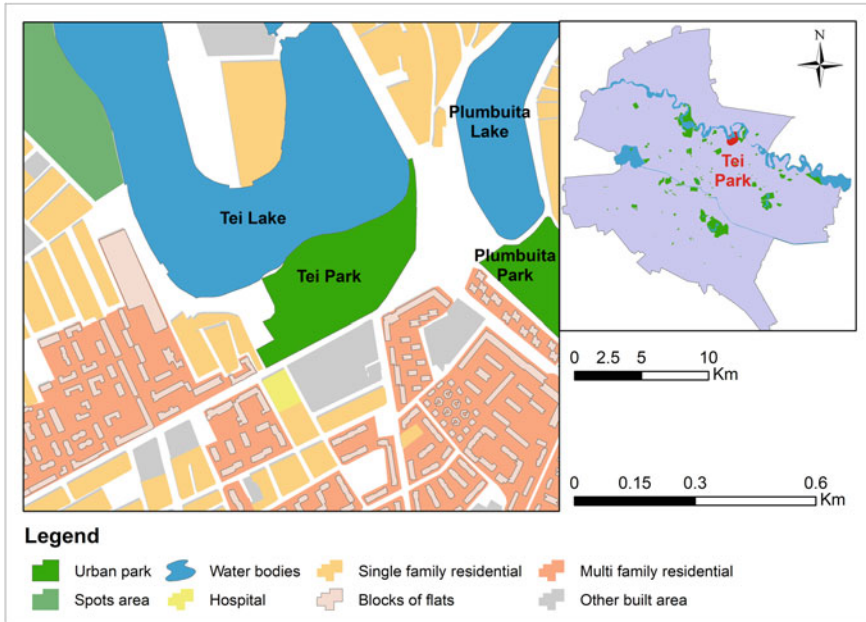 Plumbuita
Lake
Tei Lake
Tei Park
Plumbuita
Park
N
Tei
Park
0 2.5 5 10
Km
0 0.15 0.3 0.6
Km
Legend
Urban park
Water bodies
Single family residential
Multi family residential
Spots area
Hospital
Blocks of flats
Other built area